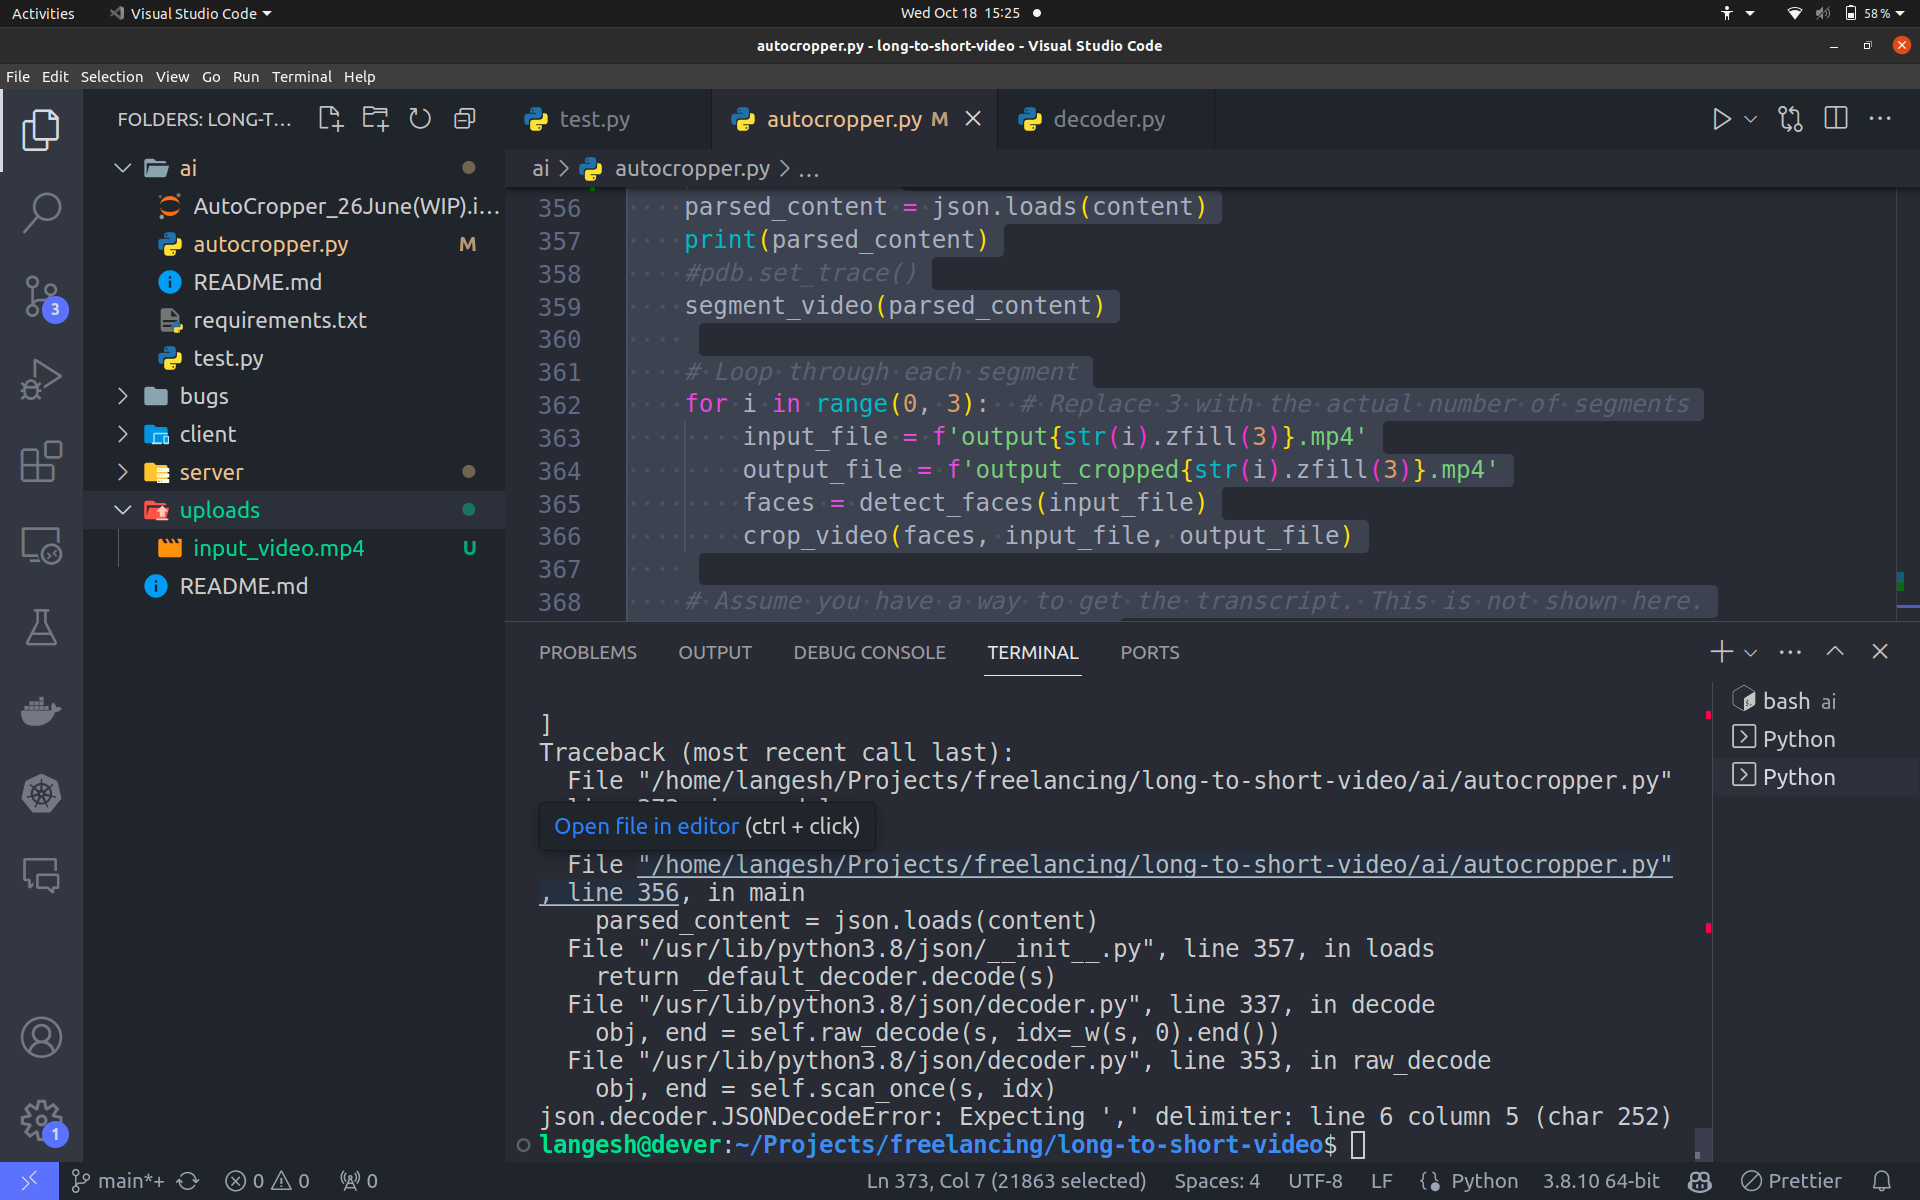 Activities
Visual Studio Code
Wed Oct 18 15:25
58 %
autocropper.py - long-to-short-video - Visual Studio Code
File Edit Selection View Go Run Terminal Help
FOLDERS: LONG-T...
ai
AutoCropper_26June(WIP).i...
autocropper.py M
README.md
requirements.txt
test.py
bugs
client
server
uploads
input_video.mp4 U
README.md
3
1
test.py
autocropper.py M
decoder.py
ai > autocropper.py > ...
356 parsed_content = json.loads(content)
357 print(parsed_content)
358 #pdb.set_trace()
359 segment_video(parsed_content)
360
361 # Loop through each segment
362 for i in range(0, 3):  # Replace 3 with the actual number of segments
363 input_file = f'output{str(i).zfill(3)}.mp4'
364 output_file = f'output_cropped{str(i).zfill(3)}.mp4'
365 faces = detect_faces(input_file)
366 crop_video(faces, input_file, output_file)
367
368 # Assume you have a way to get the transcript. This is not shown here.
PROBLEMS OUTPUT DEBUG CONSOLE TERMINAL PORTS
]
Traceback (most recent call last):
File "/home/langesh/Projects/freelancing/long-to-short-video/ai/autocropper.py"
Open file in editor (ctrl + click)
File "/home/langesh/Projects/freelancing/long-to-short-video/ai/autocropper.py"
, line 356, in main
parsed_content = json.loads(content)
File "/usr/lib/python3.8/json/__init__.py", line 357, in loads
return _default_decoder.decode(s)
File "/usr/lib/python3.8/json/decoder.py", line 337, in decode
obj, end = self.raw_decode(s, idx=_w(s, 0).end())
File "/usr/lib/python3.8/json/decoder.py", line 353, in raw_decode
obj, end = self.scan_once(s, idx)
json.decoder.JSONDecodeError: Expecting ',' delimiter: line 6 column 5 (char 252)
langesh@dever:~/Projects/freelancing/long-to-short-video$
bash ai
Python
Python
main*+ 0 0 0
Ln 373, Col 7 (21863 selected) Spaces: 4 UTF-8 LF Python 3.8.10 64-bit Prettier